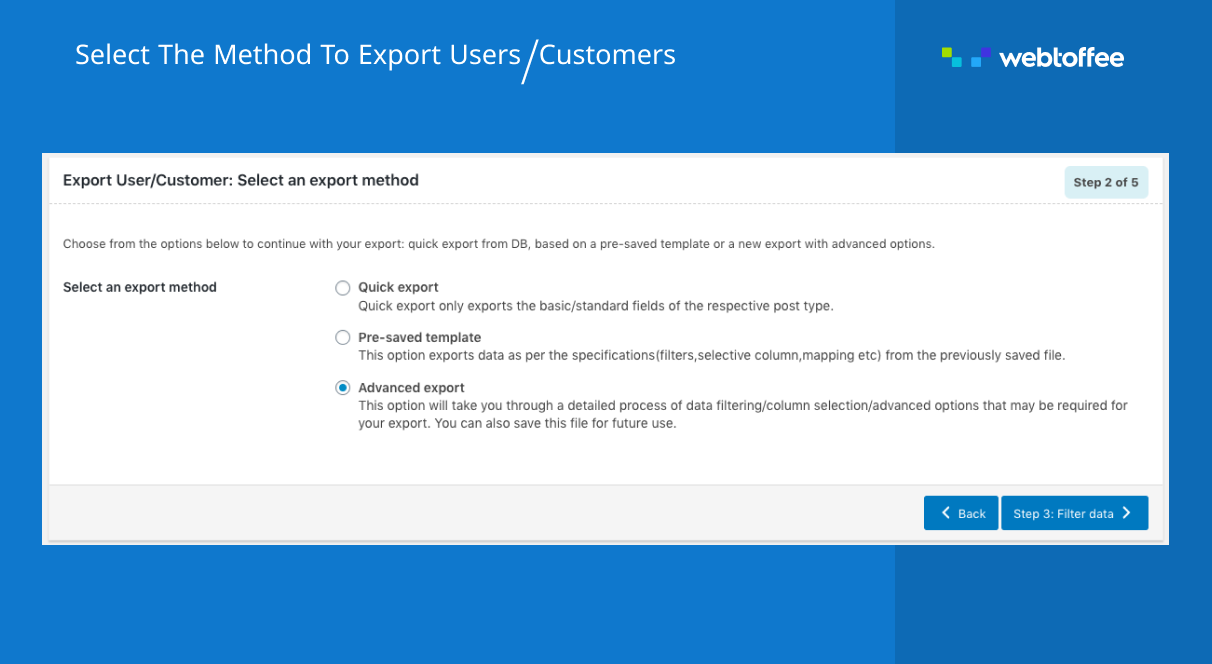 Select The Method To Export Users/Customers
webtoffee
Export User/Customer: Select an export method
Step 2 of 5
Choose from the options below to continue with your export: quick export from DB, based on a pre-saved template or a new export with advanced options.
Select an export method
Quick export
Quick export only exports the basic/standard fields of the respective post type.
Pre-saved template
This option exports data as per the specifications(filters,selective column,mapping etc) from the previously saved file.
Advanced export
This option will take you through a detailed process of data filtering/column selection/advanced options that may be required for
your export. You can also save this file for future use.
Back
Step 3: Filter data